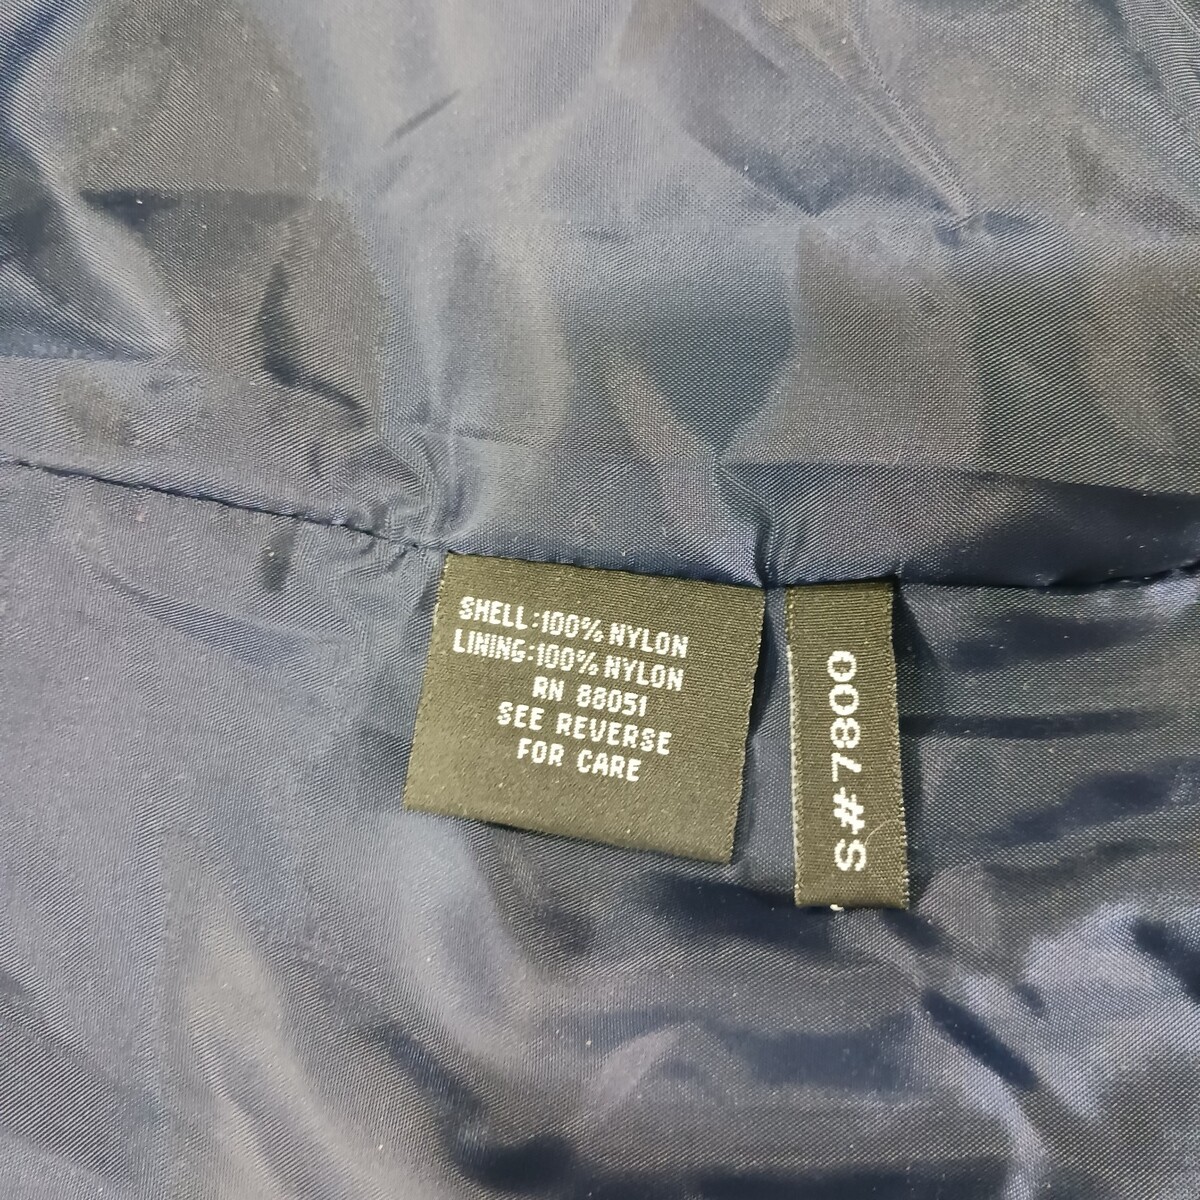 SHELL:100% NYLON
LINING:100% NYLON
RN 88051
SEE REVERSE
FOR CARE
S#7800